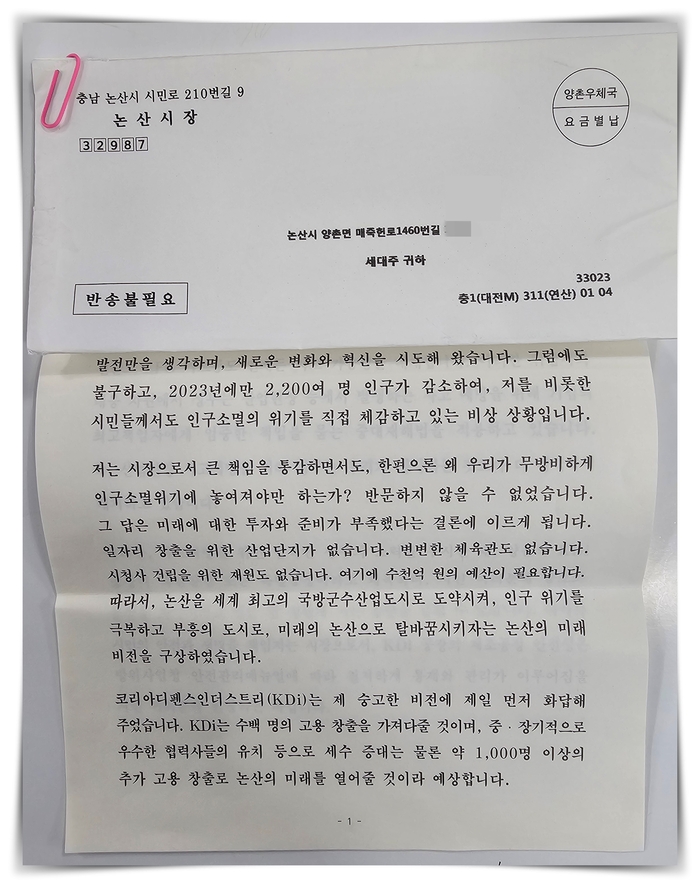 충남 논산시 시민로 210번길 9
논산시장
32987
양촌우체국
요금별납
논산시 양촌면 매죽헌로1460번길
세대주 귀하
33023
반송불필요
충1(대전M) 311(연산) 01 04
발전만을 생각하며, 새로운 변화와 혁신을 시도해 왔습니다. 그럼에도
불구하고, 2023년에만 2,200여 명 인구가 감소하여, 저를 비롯한
시민들께서도 인구소멸의 위기를 직접 체감하고 있는 비상 상황입니다.
저는 시장으로서 큰 책임을 통감하면서도, 한편으론 왜 우리가 무방비하게
인구소멸위기에 놓여져야만 하는가? 반문하지 않을 수 없었습니다.
그 답은 미래에 대한 투자와 준비가 부족했다는 결론에 이르게 됩니다.
일자리 창출을 위한 산업단지가 없습니다. 변변한 체육관도 없습니다.
시청사 건립을 위한 재원도 없습니다. 여기에 수천억 원의 예산이 필요합니다.
따라서, 논산을 세계 최고의 국방군수산업도시로 도약시켜, 인구 위기를
극복하고 부흥의 도시로, 미래의 논산으로 탈바꿈시키자는 논산의 미래
비전을 구상하였습니다.
코리아디펜스인더스트리(KDi)는 제 숭고한 비전에 제일 먼저 화답해
주었습니다. KDi는 수백 명의 고용 창출을 가져다줄 것이며, 중·장기적으로
우수한 협력사들의 유치 등으로 세수 증대는 물론 약 1,000명 이상의
추가 고용 창출로 논산의 미래를 열어줄 것이라 예상합니다.
- 1 -